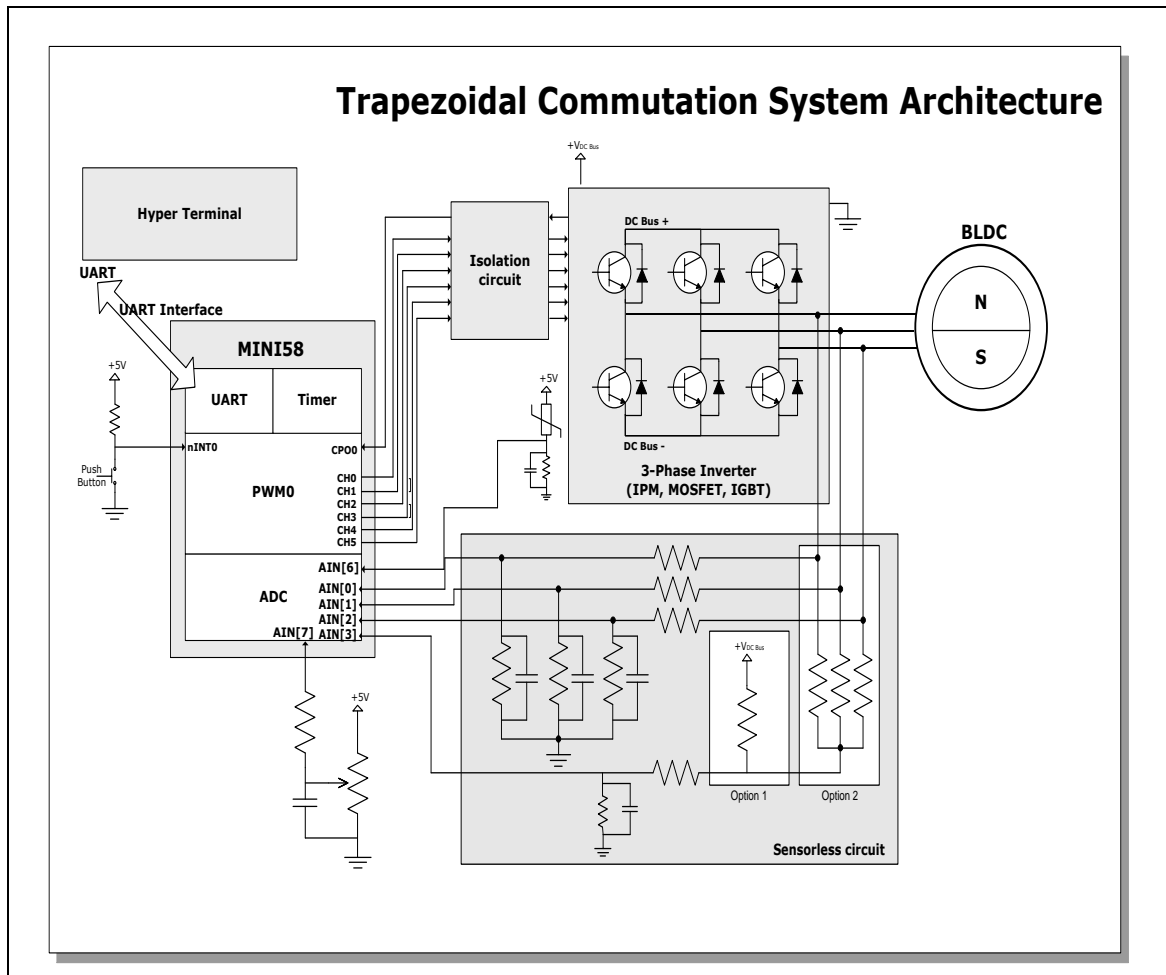 Trapezoidal Commutation System Architecture
+VDC Bus
Hyper Terminal
UART
UART Interface
Isolation
circuit
DC Bus +
DC Bus -
3-Phase Inverter
(IPM, MOSFET, IGBT)
BLDC
N
S
MINI58
UART
Timer
+5V
nINT0
Push
Button
CPO0
PWM0
CH0
CH1
CH2
CH3
CH4
CH5
+5V
ADC
AIN[6]
AIN[0]
AIN[1]
AIN[2]
AIN[7]
AIN[3]
+5V
+VDC Bus
Option 1
Option 2
Sensorless circuit